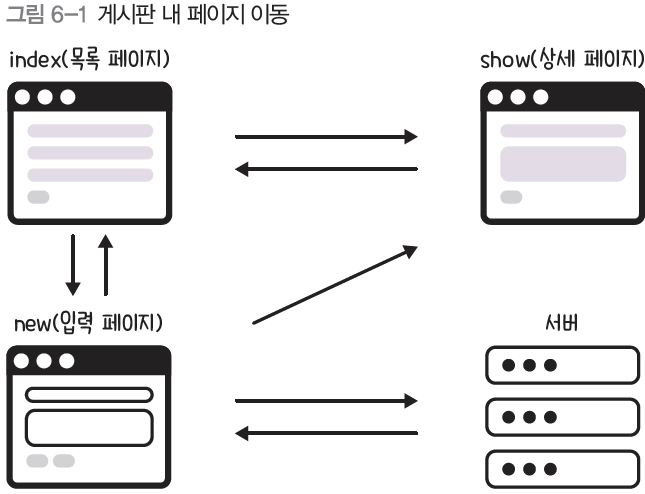 그림 6-1 게시판 내 페이지 이동
index(목록 페이지)
show(상세 페이지)
new(입력 페이지)
서버